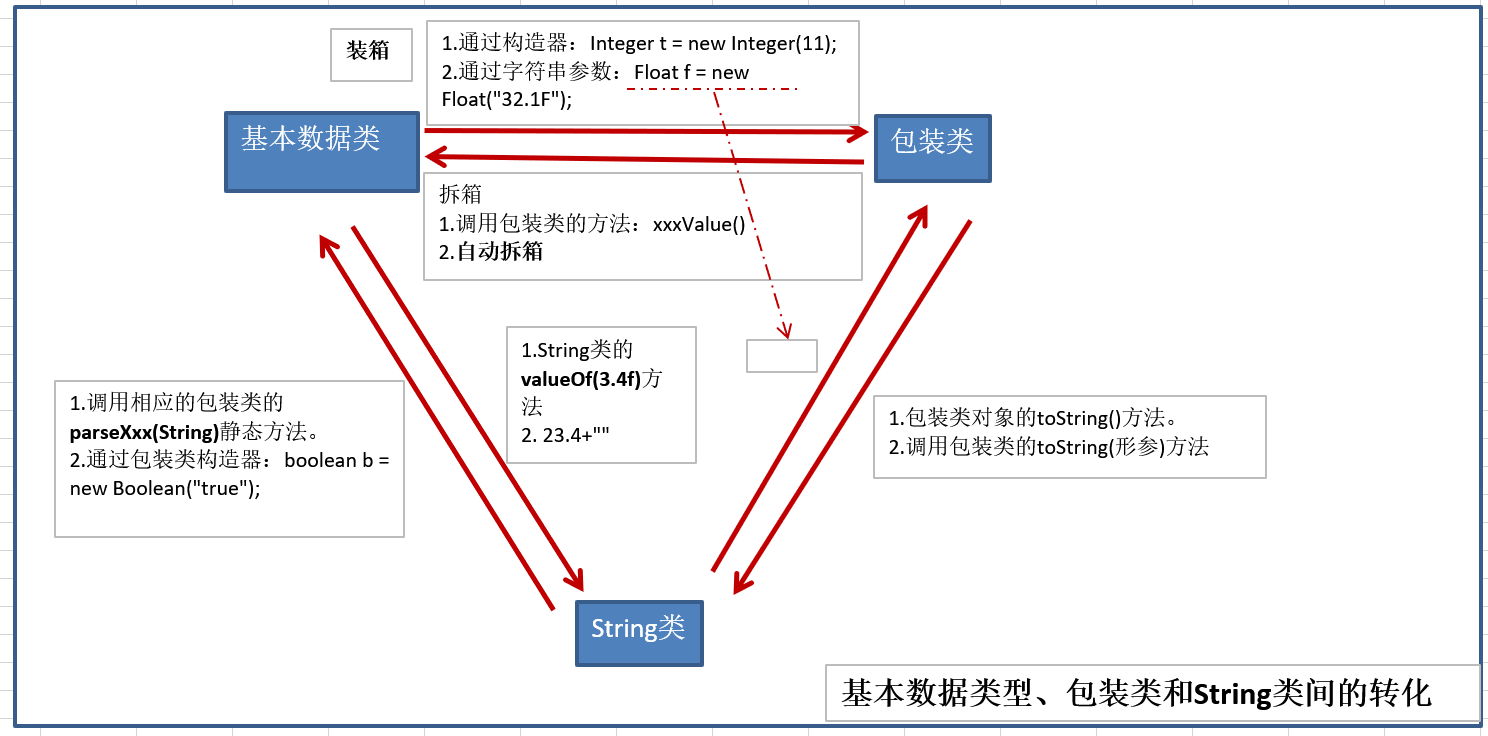 装箱
1.通过构造器：Integer t = new Integer(11);
2.通过字符串参数：Float f = new
Float("32.1F");
基本数据类
包装类
拆箱
1.调用包装类的方法：xxxValue()
2.自动拆箱
1.String类的
valueOf(3.4f)方
法
2. 23.4+""
1.调用相应的包装类的
parseXxx(String)静态方法。
2.通过包装类构造器：boolean b =
new Boolean("true");
1.包装类对象的toString()方法。
2.调用包装类的toString(形参)方法
String类
基本数据类型、包装类和String类间的转化